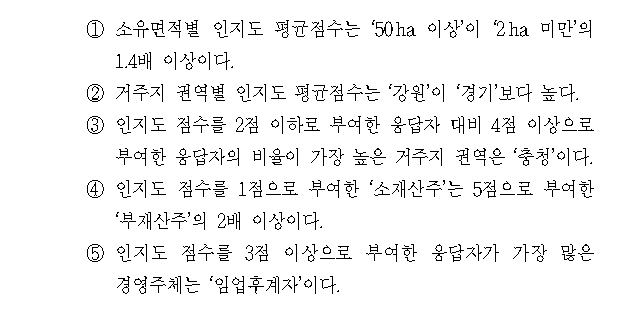 ① 소유면적별 인지도 평균점수는 ‘50 ha 이상’이 ‘2 ha 미만’의
1.4배 이상이다.
② 거주지 권역별 인지도 평균점수는 ‘강원’이 ‘경기’보다 높다.
③ 인지도 점수를 2점 이하로 부여한 응답자 대비 4점 이상으로
부여한 응답자의 비율이 가장 높은 거주지 권역은 ‘충청’이다.
④ 인지도 점수를 1점으로 부여한 ‘소재산주’는 5점으로 부여한
‘부재산주’의 2배 이상이다.
⑤ 인지도 점수를 3점 이상으로 부여한 응답자가 가장 많은
경영주체는 ‘임업후계자’이다.